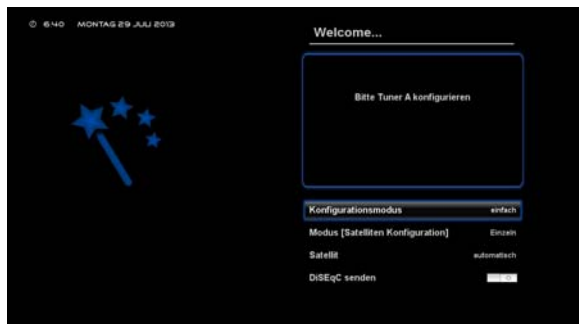 6:40 MONTAG 29 JULI 2013
Welcome...
Bitte Tuner A konfigurieren
Konfigurationsmodus einfach
Modus [Satelliten Konfiguration] Einzeln
Satellit automatisch
DiSEqC senden